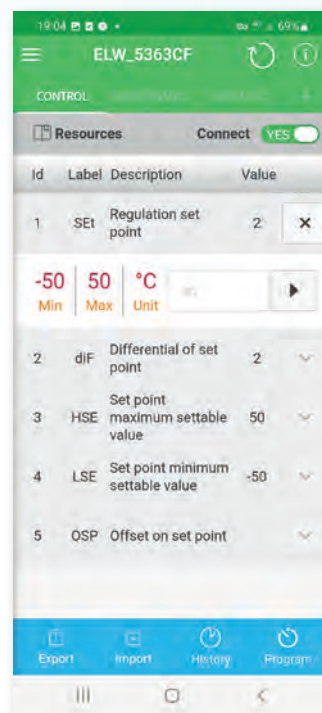 19:04 69%
ELW_5363CF
CONTROL
Resources Connect YES
Id Label Description Value
1 SEt Regulation set point 2
-50 50 °C
Min Max Unit
2 diF Differential of set point 2
3 HSE Set point maximum settable value 50
4 LSE Set point minimum settable value -50
5 OSP Offset on set point
Export Import History Program